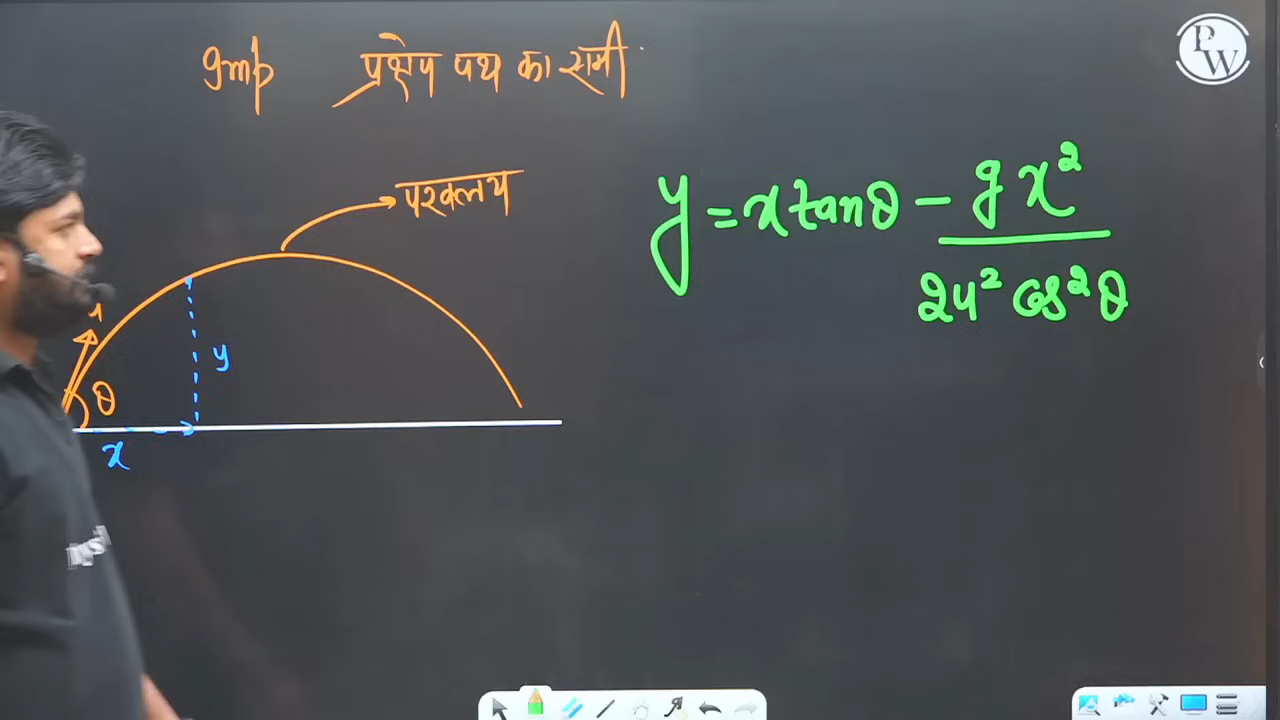 Imp प्रक्षेप पथ का समी
परवलय
y = x tanθ - gx²
2u² cos²θ
u
θ
y
x
PW